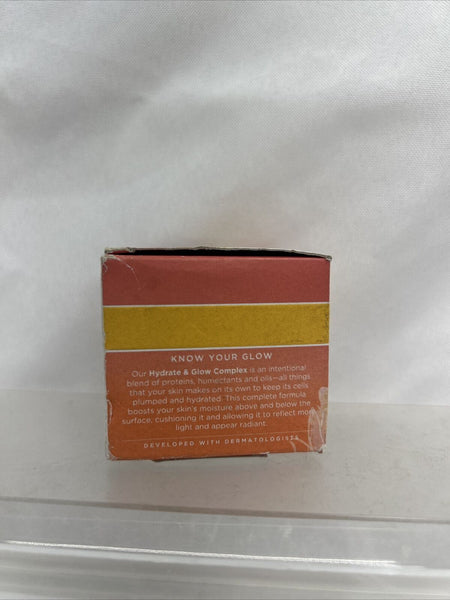 KNOW YOUR GLOW
Our Hydrate & Glow Complex is an intentional
blend of proteins, humectants and oils—all things
that your skin makes on its own to keep its cells
plumped and hydrated. This complete formula
boosts your skin's moisture above and below the
surface, cushioning it and allowing it to reflect more
light and appear radiant.
DEVELOPED WITH DERMATOLOGISTS